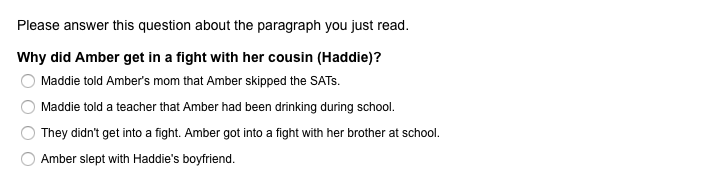 Please answer this question about the paragraph you just read.
Why did Amber get in a fight with her cousin (Haddie)?
Maddie told Amber's mom that Amber skipped the SATs.
Maddie told a teacher that Amber had been drinking during school.
They didn't get into a fight. Amber got into a fight with her brother at school.
Amber slept with Haddie's boyfriend.